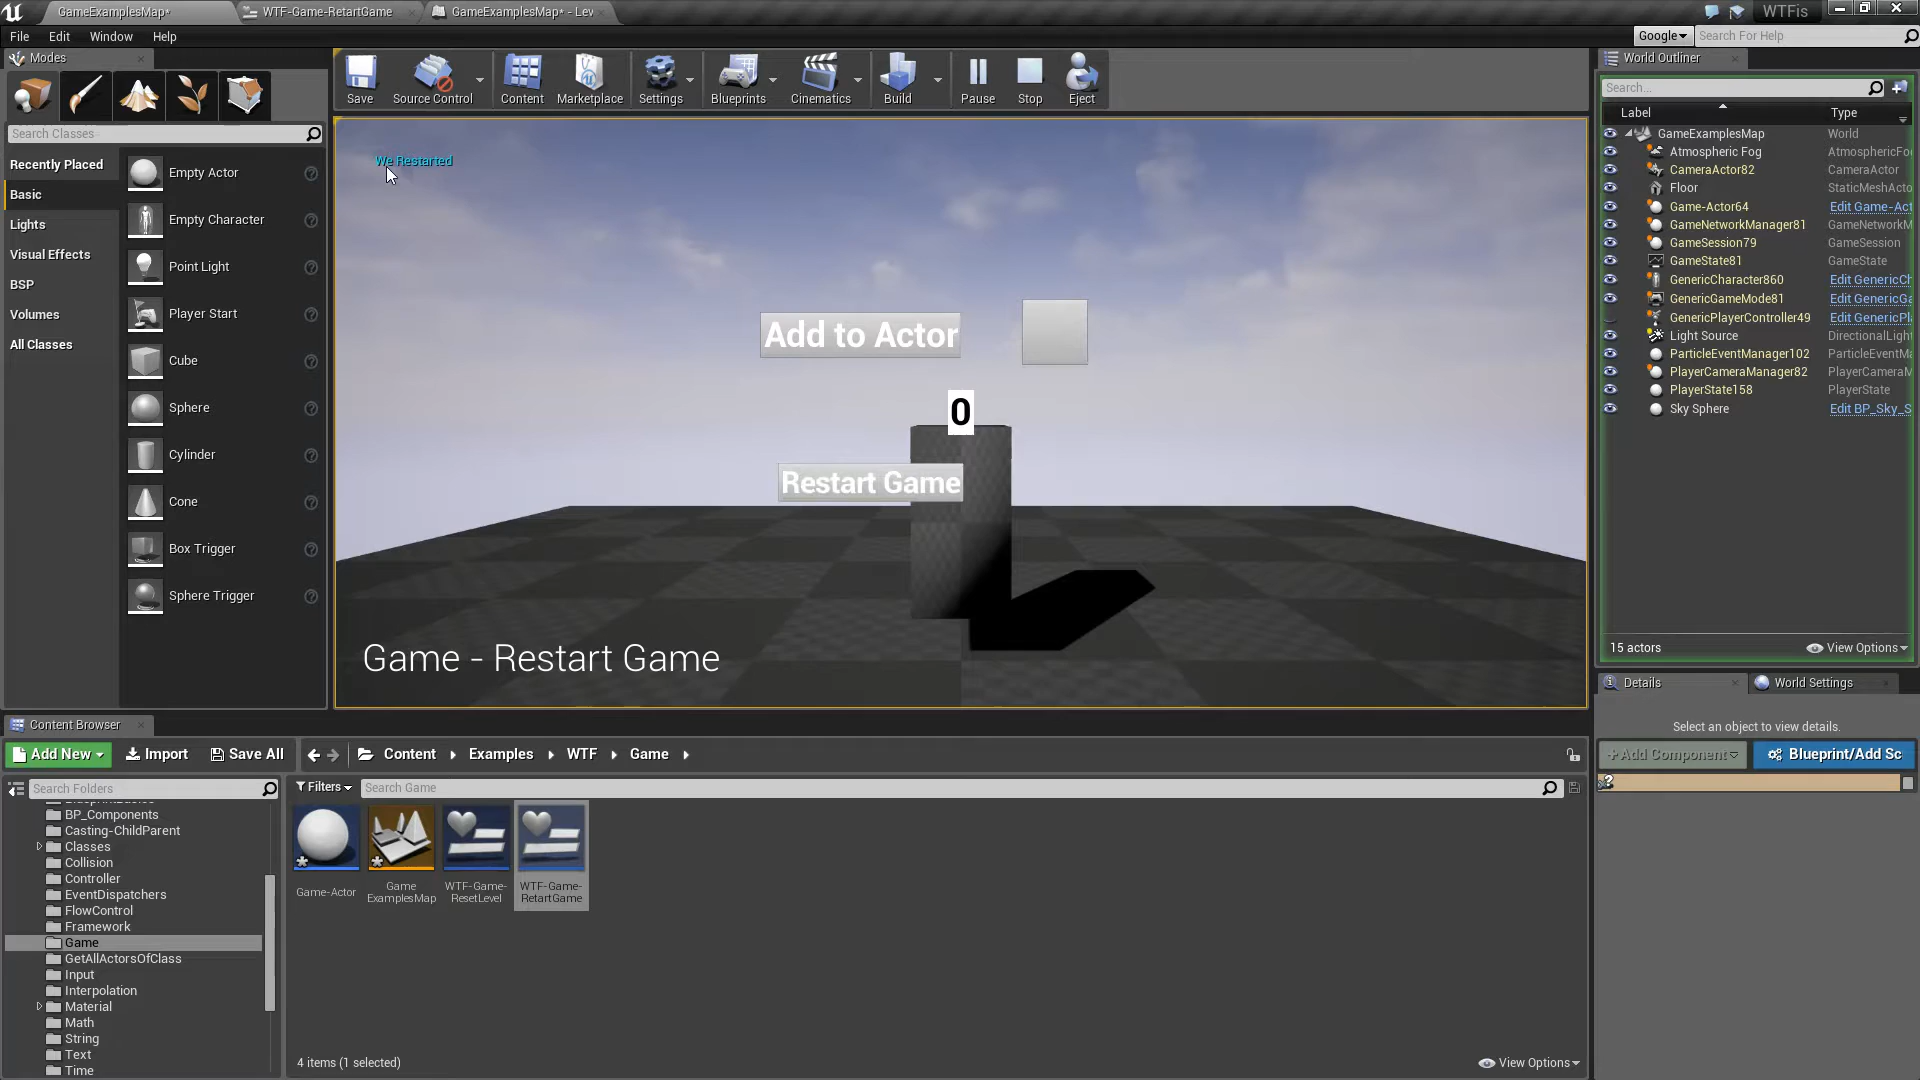 GameExamplesMap*
WTF-Game-RetartGame
GameExamplesMap* - Lev
WTFis
File Edit Window Help
Google
Search For Help
Modes
Save
Source Control
Content
Marketplace
Settings
Blueprints
Cinematics
Build
Pause
Stop
Eject
Search Classes
Recently Placed
Basic
Lights
Visual Effects
BSP
Volumes
All Classes
Empty Actor
Empty Character
Point Light
Player Start
Cube
Sphere
Cylinder
Cone
Box Trigger
Sphere Trigger
We Restarted
Add to Actor
0
Restart Game
Game - Restart Game
World Outliner
Search...
Label Type
GameExamplesMap World
Atmospheric Fog AtmosphericFo
CameraActor82 CameraActor
Floor StaticMeshActo
Game-Actor64 Edit Game-Act
GameNetworkManager81 GameNetworkM
GameSession79 GameSession
GameState81 GameState
GenericCharacter860 Edit GenericCh
GenericGameMode81 Edit GenericGa
GenericPlayerController49 Edit GenericPl
Light Source DirectionalLigh
ParticleEventManager102 ParticleEventMa
PlayerCameraManager82 PlayerCameraM
PlayerState158 PlayerState
Sky Sphere Edit BP_Sky_S
15 actors
View Options
Details
World Settings
Select an object to view details.
+Add Component
Blueprint/Add Sc
Content Browser
Add New
Import
Save All
Content
Examples
WTF
Game
Search Folders
Filters
Search Game
BP_Components
Casting-ChildParent
Classes
Collision
Controller
EventDispatchers
FlowControl
Framework
Game
GetAllActorsOfClass
Input
Interpolation
Material
Math
String
Text
Time
Game-Actor
Game
ExamplesMap
WTF-Game-
ResetLevel
WTF-Game-
RetartGame
4 items (1 selected)
View Options